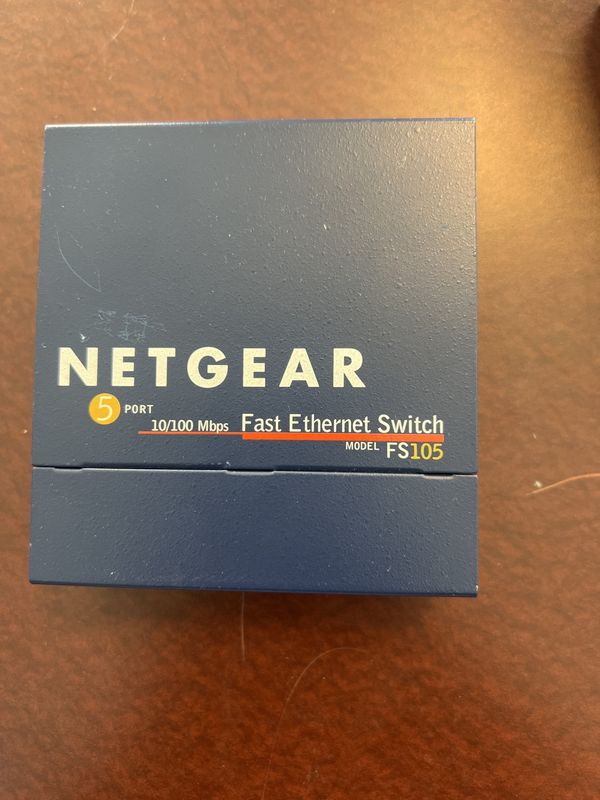 NETGEAR
5 PORT
10/100 Mbps Fast Ethernet Switch
MODEL FS105